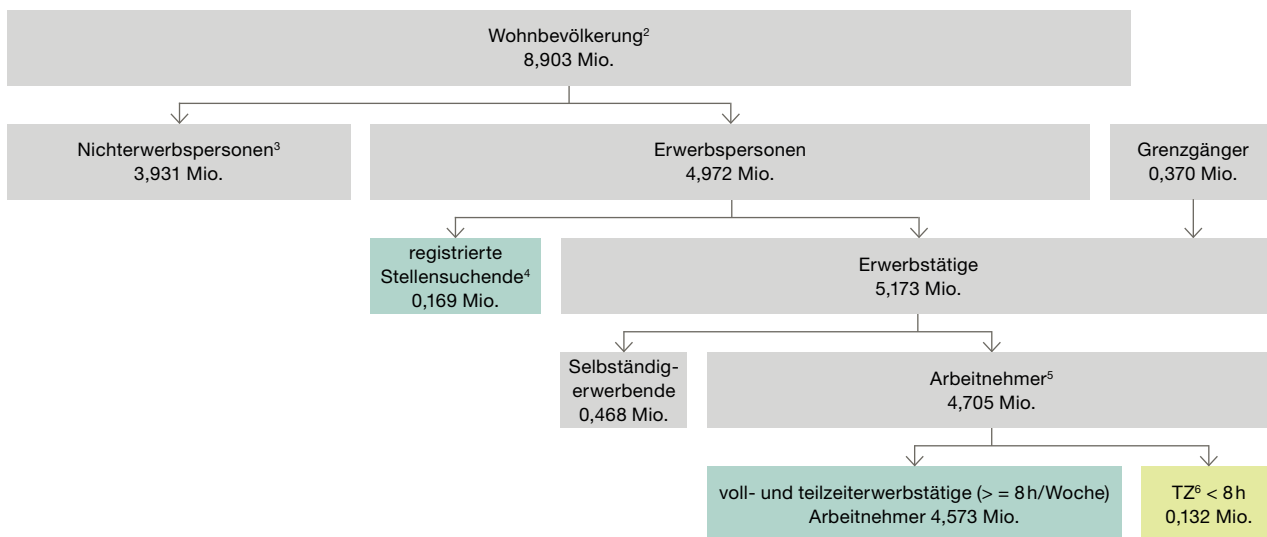 Wohnbevölkerung²
8,903 Mio.
Nichterwerbspersonen³
3,931 Mio.
Erwerbspersonen
4,972 Mio.
Grenzgänger
0,370 Mio.
registrierte
Stellensuchende⁴
0,169 Mio.
Erwerbstätige
5,173 Mio.
Selbständig-
erwerbende
0,468 Mio.
Arbeitnehmer⁵
4,705 Mio.
voll- und teilzeiterwerbstätige (> = 8 h/Woche)
Arbeitnehmer 4,573 Mio.
TZ⁶ < 8 h
0,132 Mio.